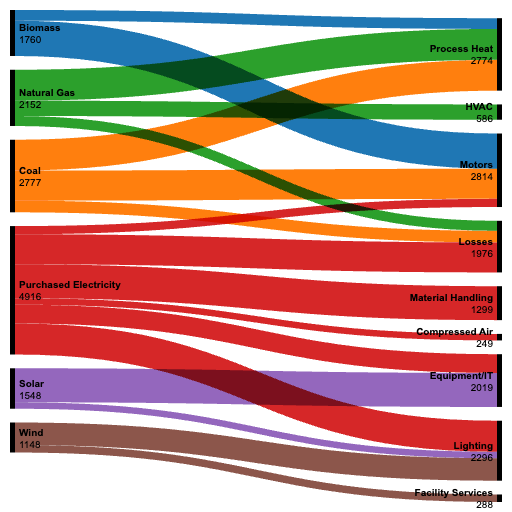 Biomass
1760
Natural Gas
2152
Coal
2777
Purchased Electricity
4916
Solar
1548
Wind
1148
Process Heat
2774
HVAC
586
Motors
2814
Losses
1976
Material Handling
1299
Compressed Air
249
Equipment/IT
2019
Lighting
2296
Facility Services
288